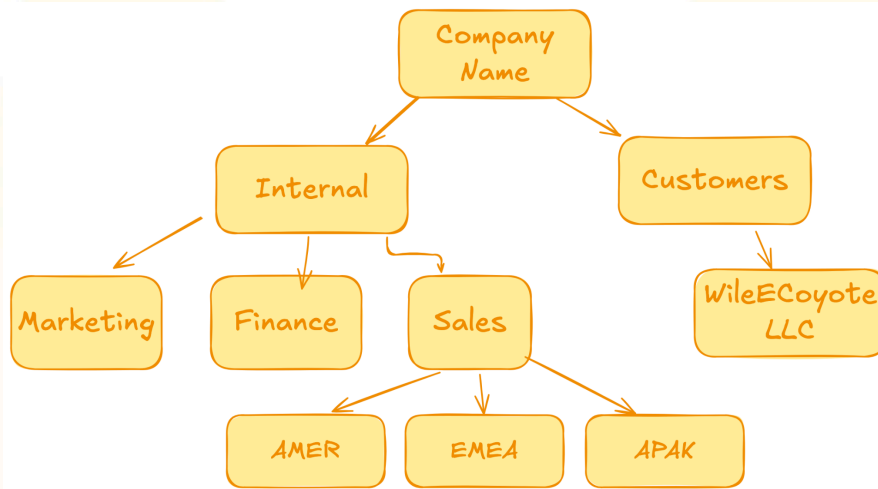 Company
Name
Internal
Customers
Marketing
Finance
Sales
WileECoyote
LLC
AMER
EMEA
APAK